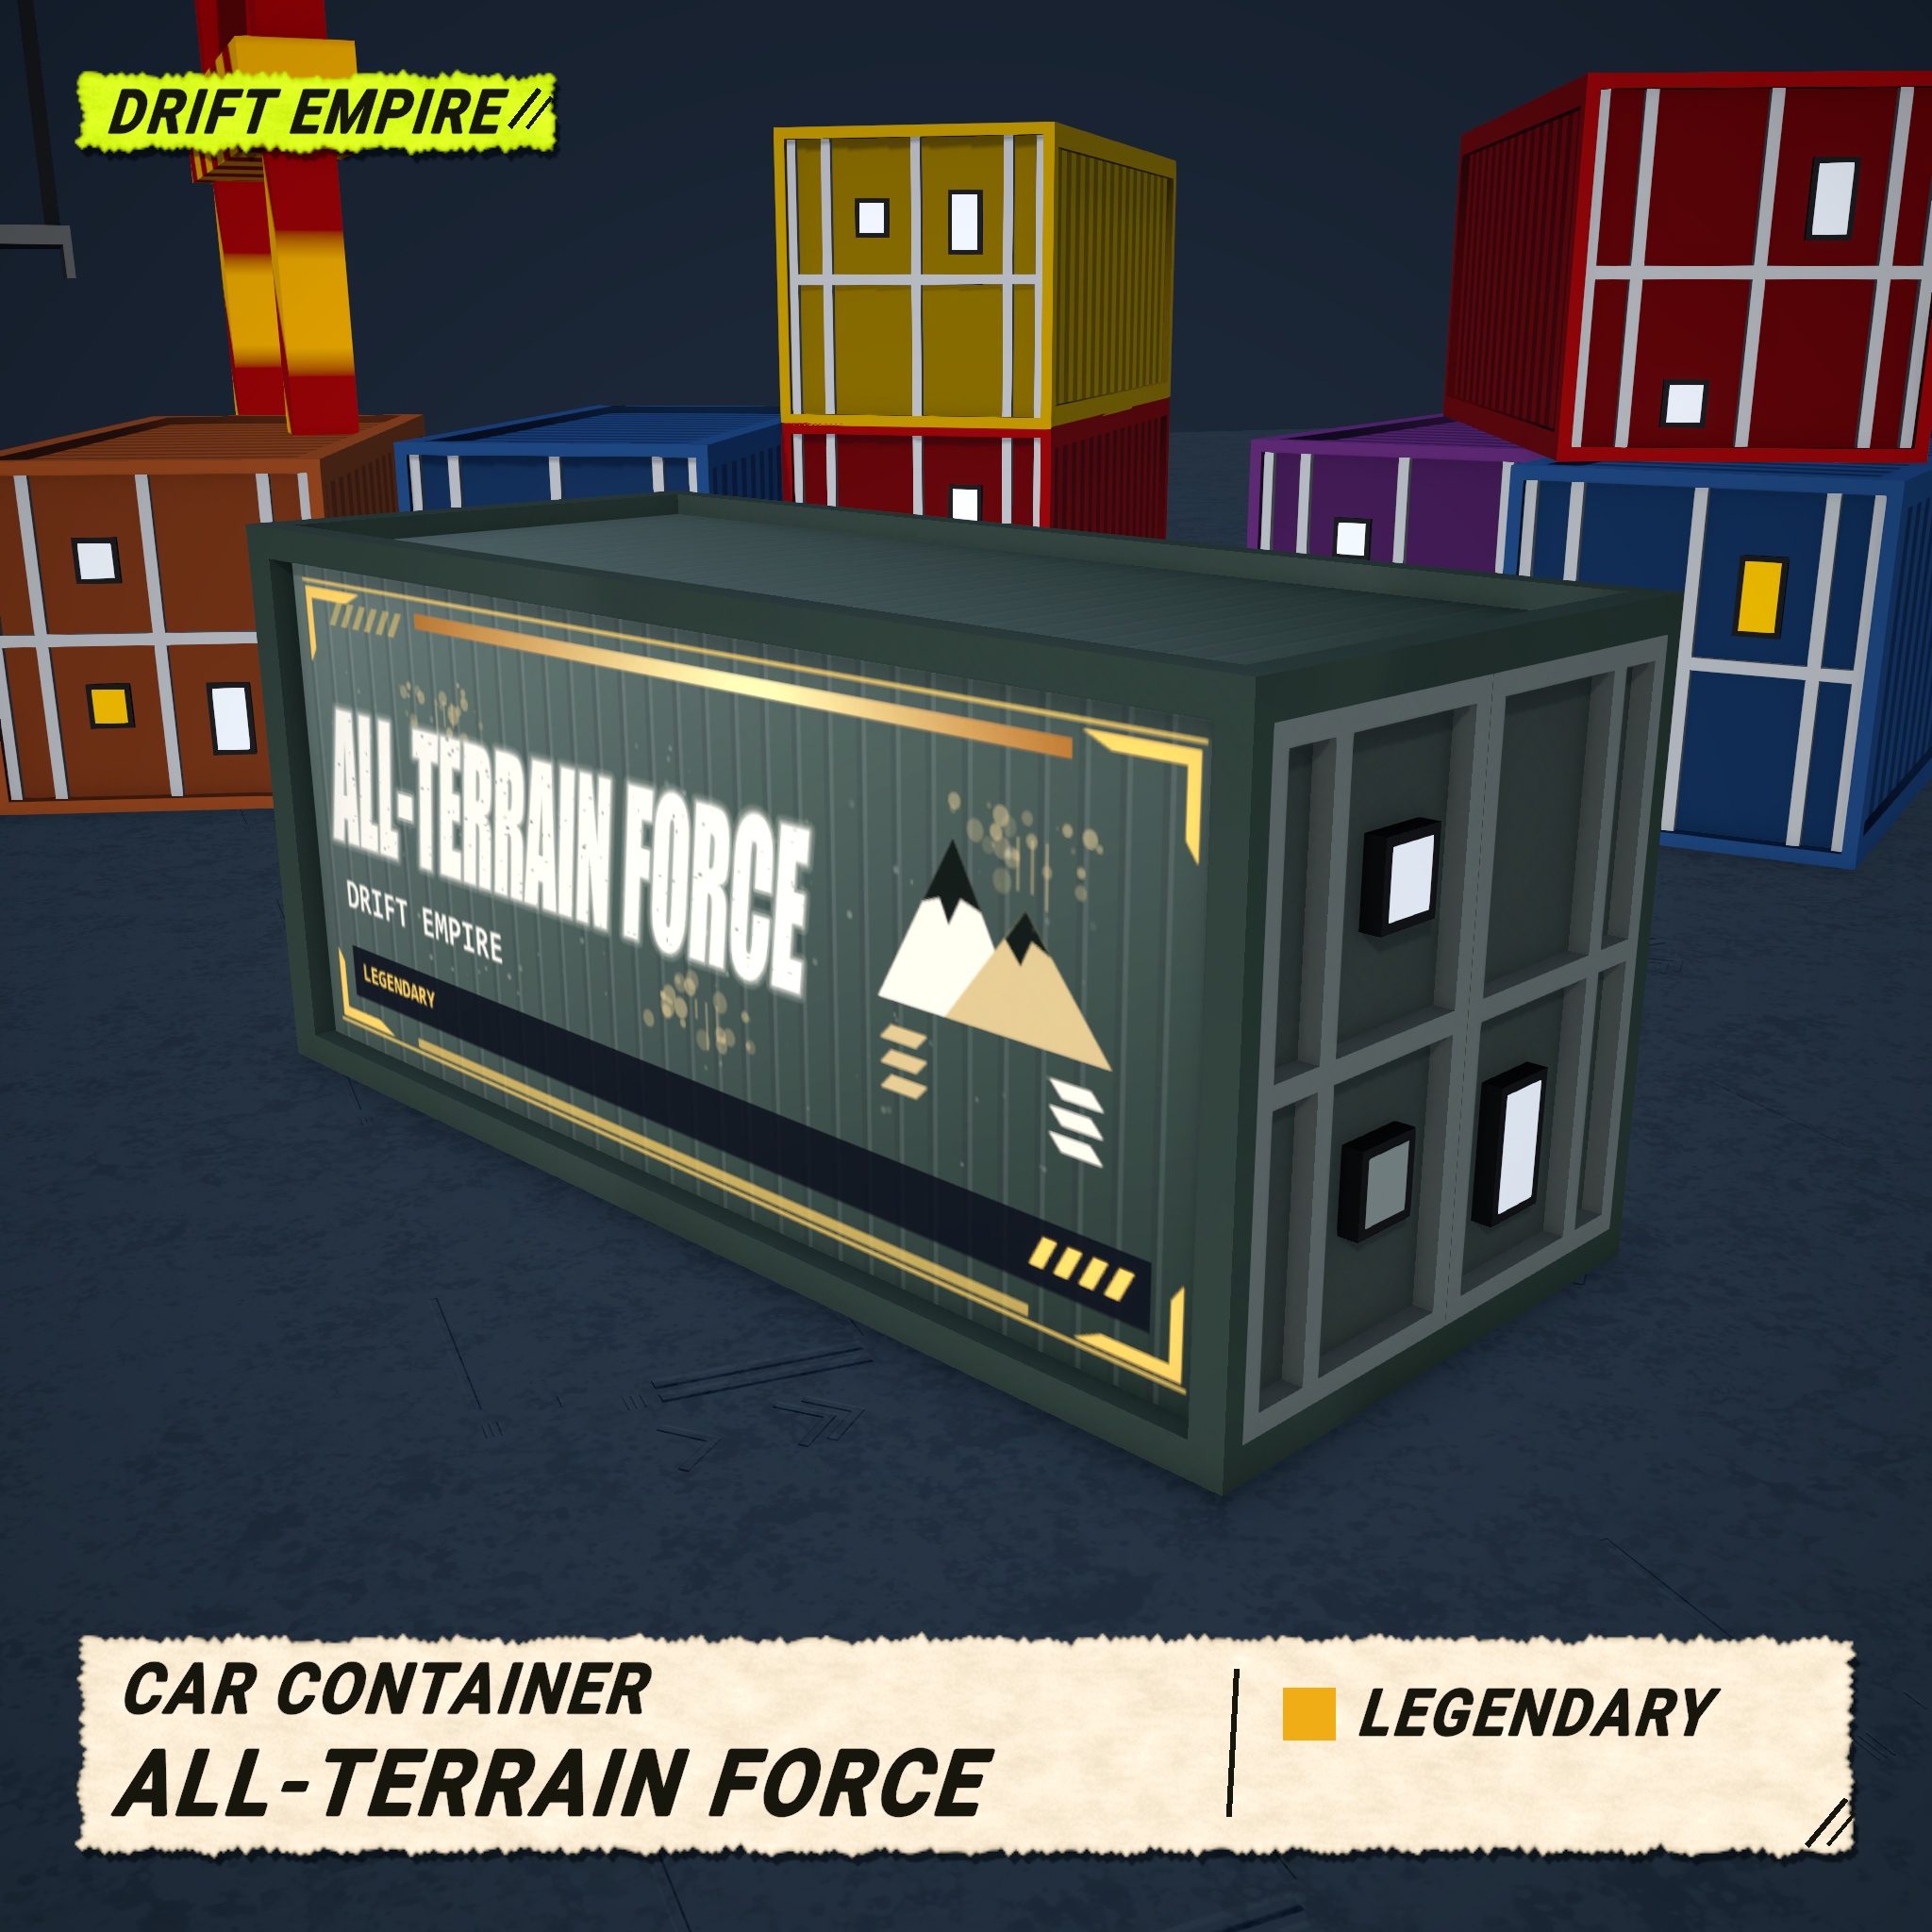 DRIFT EMPIRE//
ALL-TERRAIN FORCE
DRIFT EMPIRE
LEGENDARY
CAR CONTAINER
ALL-TERRAIN FORCE
LEGENDARY